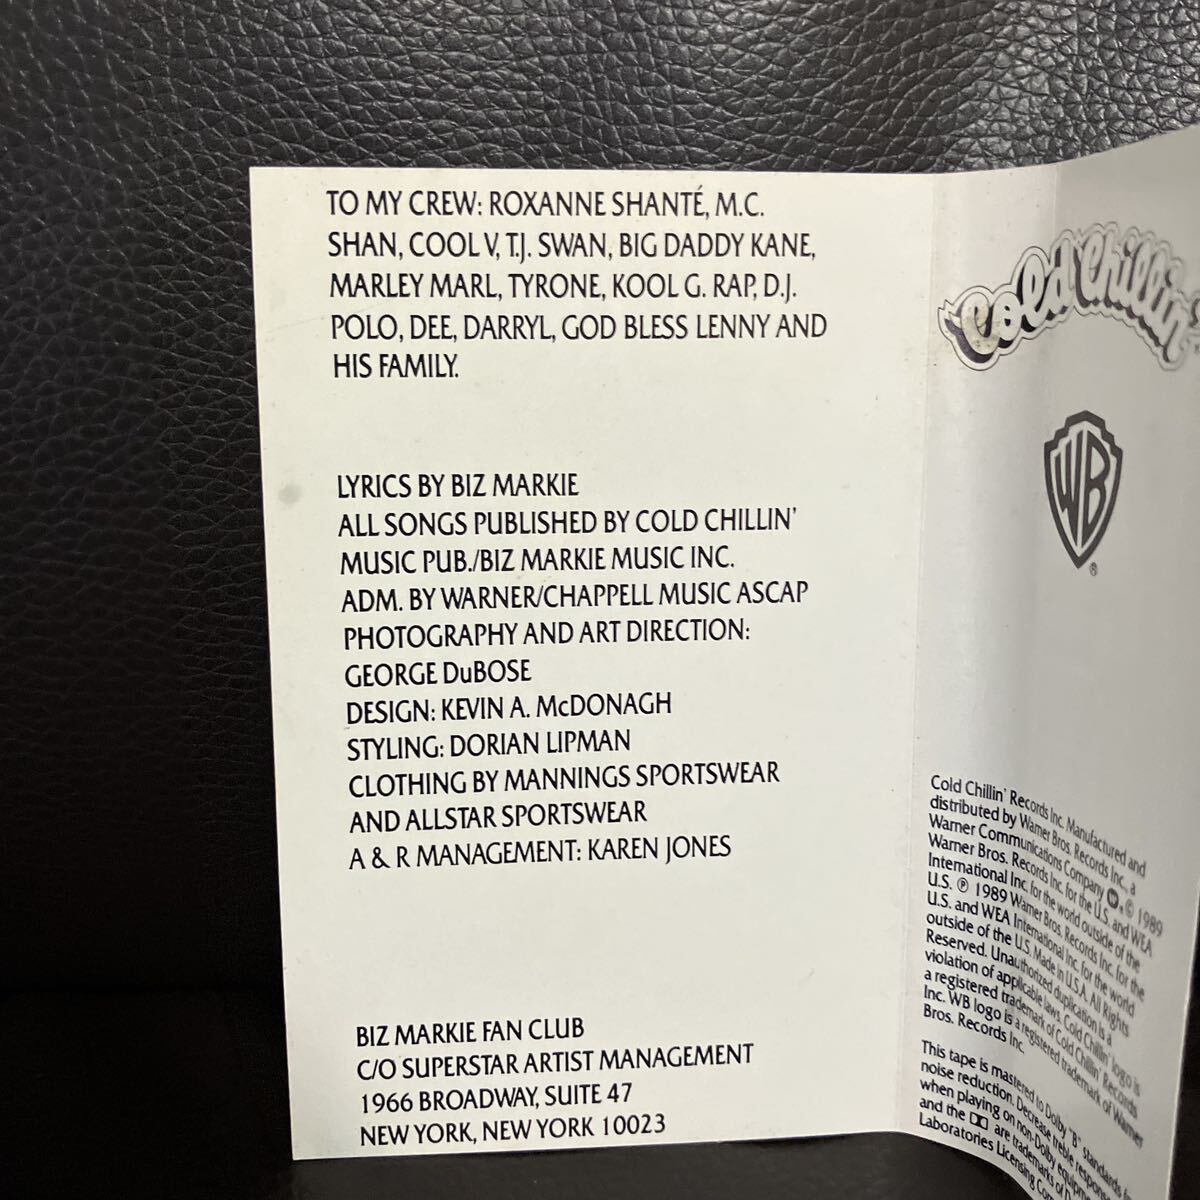 TO MY CREW: ROXANNE SHANTÉ, M.C.
SHAN, COOL V, T.J. SWAN, BIG DADDY KANE,
MARLEY MARL, TYRONE, KOOL G. RAP, D.J.
POLO, DEE, DARRYL, GOD BLESS LENNY AND
HIS FAMILY.
LYRICS BY BIZ MARKIE
ALL SONGS PUBLISHED BY COLD CHILLIN'
MUSIC PUB./BIZ MARKIE MUSIC INC.
ADM. BY WARNER/CHAPPELL MUSIC ASCAP
PHOTOGRAPHY AND ART DIRECTION:
GEORGE DuBOSE
DESIGN: KEVIN A. McDONAGH
STYLING: DORIAN LIPMAN
CLOTHING BY MANNINGS SPORTSWEAR
AND ALLSTAR SPORTSWEAR
A & R MANAGEMENT: KAREN JONES
BIZ MARKIE FAN CLUB
C/O SUPERSTAR ARTIST MANAGEMENT
1966 BROADWAY, SUITE 47
NEW YORK, NEW YORK 10023
Cold Chillin'
WB
®
Cold Chillin' Records Inc. Manufactured and
distributed by Warner Bros. Records Inc., a
Warner Communications Company. © 1989
Warner Bros. Records Inc. for the U.S. and WEA
International Inc. for the world outside of the
U.S. ℗ 1989 Warner Bros. Records Inc. for the
U.S. and WEA International Inc. for the world
outside of the U.S. Made in U.S.A. All Rights
Reserved. Unauthorized duplication is a
violation of applicable laws. Cold Chillin' logo is
a registered trademark of Cold Chillin' Records
Inc. WB logo is a registered trademark of Warner
Bros. Records Inc.
This tape is mastered to Dolby "B" standards
noise reduction. Decrease treble
when playing on non-Dolby
and the are trademarks of
Laboratories Licensing